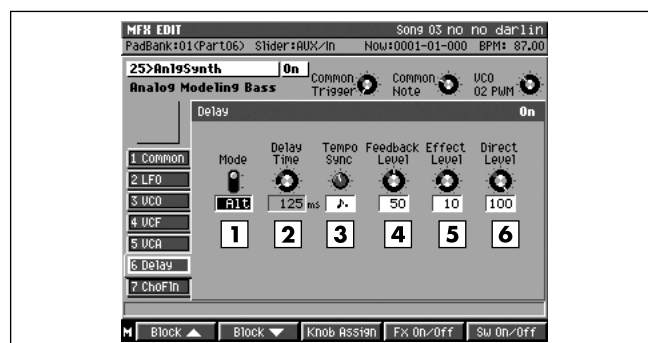 MFX EDIT Song 03 no no darlin
PadBank:01(Part06) Slider:AUX/In Now:0001-01-000 BPM: 87.00
25>AnlgSynth On
Analog Modeling Bass
Common Trigger
Common Note
VCO 02 PWM
Delay On
1 Common
2 LFO
3 VCO
4 VCF
5 VCA
6 Delay
7 ChoFln
Mode
Delay Time
Tempo Sync
Feedback Level
Effect Level
Direct Level
Alt 125 ms 50 10 100
1 2 3 4 5 6
M Block ▲ Block ▼ Knob Assign Fx On/Off Sw On/Off